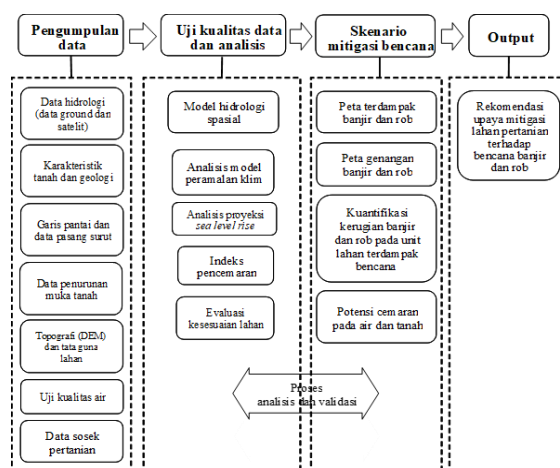 Pengumpulan
data
Uji kualitas data
dan analisis
Skenario
mitigasi bencana
Output
Data hidrologi
(data ground dan
satelit)
Karakteristik
tanah dan geologi
Garis pantai dan
data pasang surut
Data penurunan
muka tanah
Topografi (DEM)
dan tata guna
lahan
Uji kualitas air
Data sosek
pertanian
Model hidrologi
spasial
Analisis model
peramalan klim
Analisis proyeksi
sea level rise
Indeks
pencemaran
Evaluasi
kesesuaian lahan
Peta terdampak
banjir dan rob
Peta genangan
banjir dan rob
Kuantifikasi
kerugian banjir
dan rob pada unit
lahan terdampak
bencana
Potensi cemaran
pada air dan tanah
Rekomendasi
upaya mitigasi
lahan pertanian
terhadap
bencana banjir
dan rob
Proses
analisis dan validasi